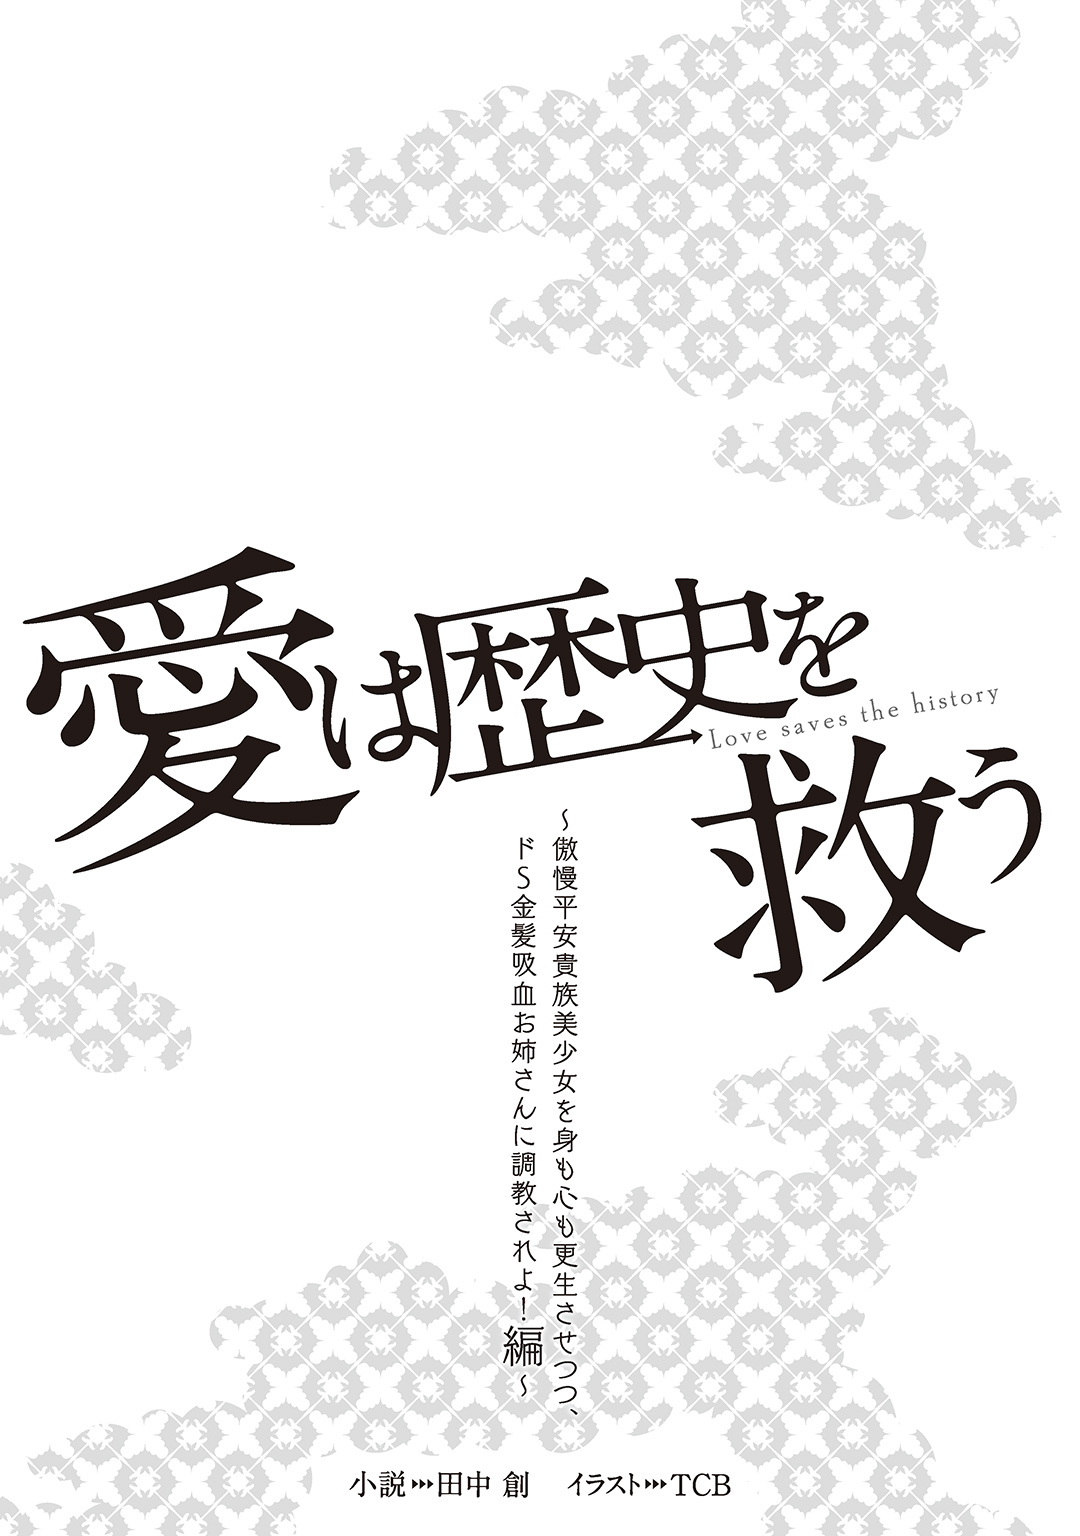 愛は歴史を
Love saves the history
救う
～傲慢平安貴族美少女を身も心も更生させつつ、
ドS金髪吸血お姉さんに調教されよ！編～
小説▸▸▸田中 創　イラスト▸▸▸TCB